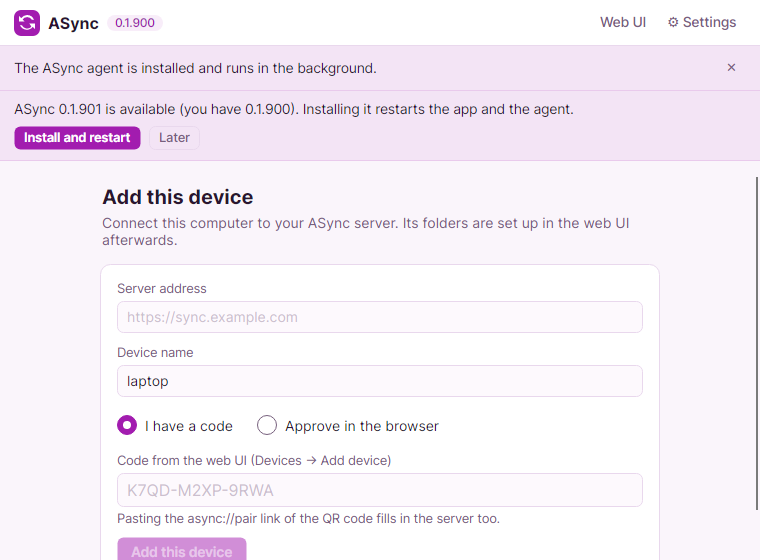 ASync 0.1.900 Web UI ⚙ Settings
The ASync agent is installed and runs in the background. ×
ASync 0.1.901 is available (you have 0.1.900). Installing it restarts the app and the agent.
Install and restart Later
Add this device
Connect this computer to your ASync server. Its folders are set up in the web UI
afterwards.
Server address
https://sync.example.com
Device name
laptop
I have a code Approve in the browser
Code from the web UI (Devices → Add device)
K7QD-M2XP-9RWA
Pasting the async://pair link of the QR code fills in the server too.
Add this device